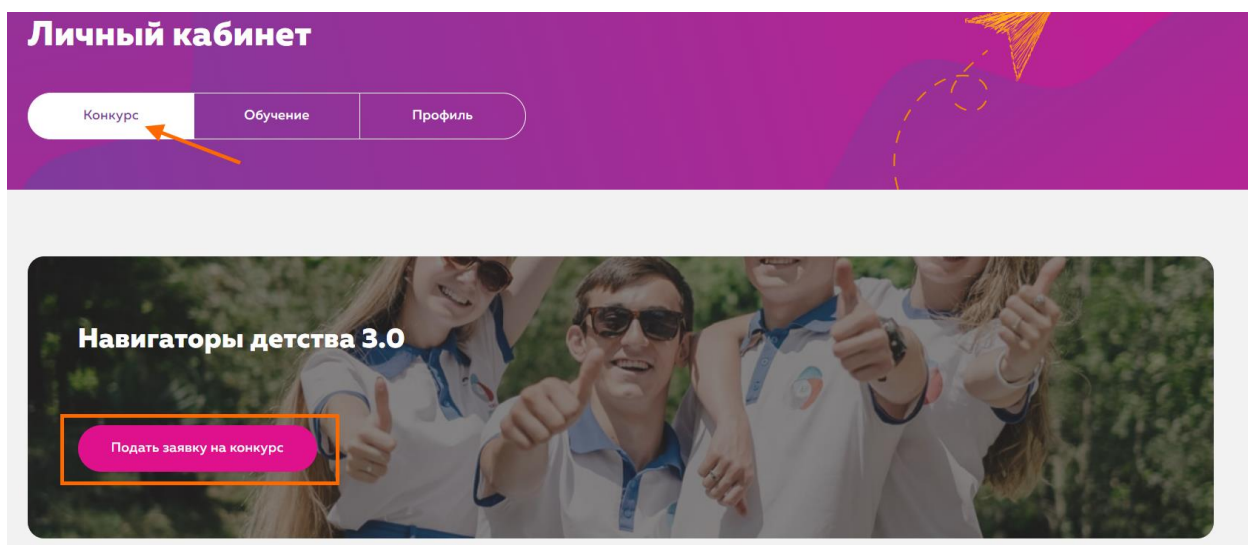 Личный кабинет
Конкурс
Обучение
Профиль
Навигаторы детства 3.0
Подать заявку на конкурс